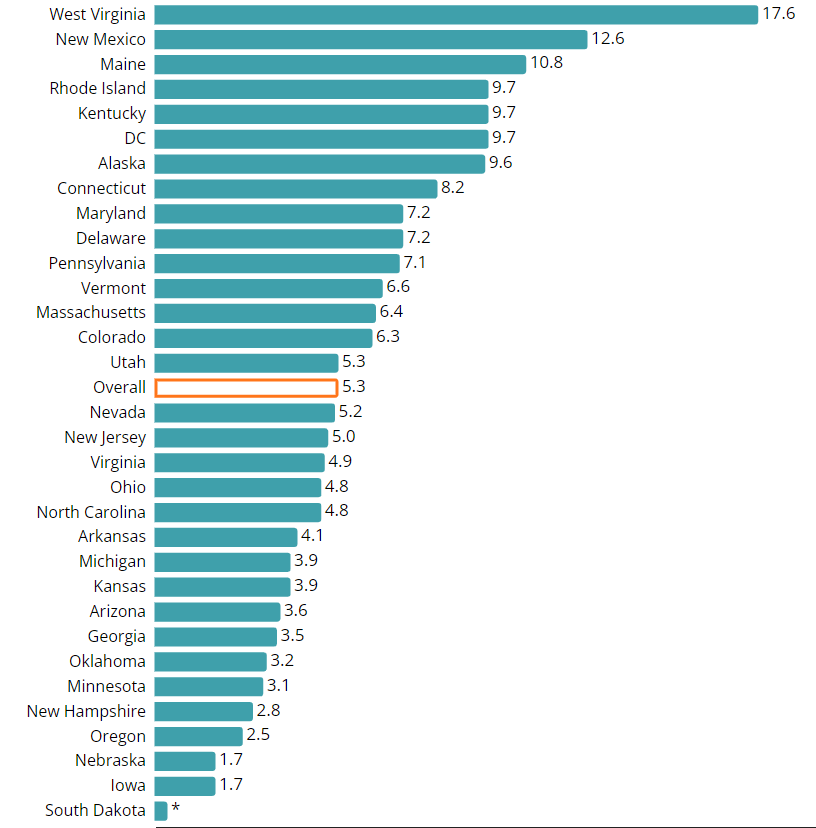 West Virginia 17.6
New Mexico 12.6
Maine 10.8
Rhode Island 9.7
Kentucky 9.7
DC 9.7
Alaska 9.6
Connecticut 8.2
Maryland 7.2
Delaware 7.2
Pennsylvania 7.1
Vermont 6.6
Massachusetts 6.4
Colorado 6.3
Utah 5.3
Overall 5.3
Nevada 5.2
New Jersey 5.0
Virginia 4.9
Ohio 4.8
North Carolina 4.8
Arkansas 4.1
Michigan 3.9
Kansas 3.9
Arizona 3.6
Georgia 3.5
Oklahoma 3.2
Minnesota 3.1
New Hampshire 2.8
Oregon 2.5
Nebraska 1.7
Iowa 1.7
South Dakota *